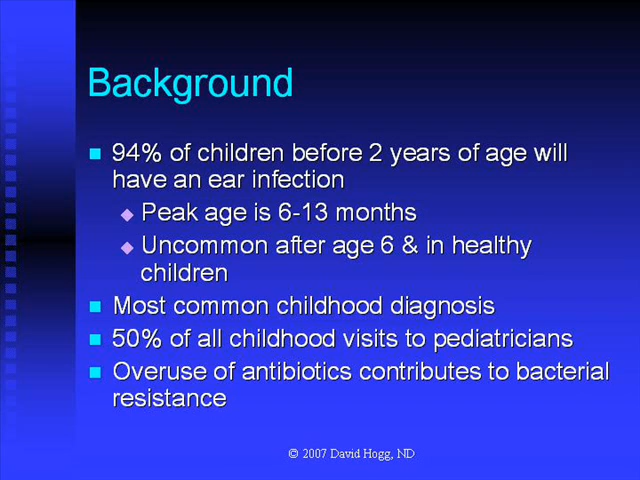 Background
94% of children before 2 years of age will
have an ear infection
Peak age is 6-13 months
Uncommon after age 6 & in healthy
children
Most common childhood diagnosis
50% of all childhood visits to pediatricians
Overuse of antibiotics contributes to bacterial
resistance
© 2007 David Hogg, ND